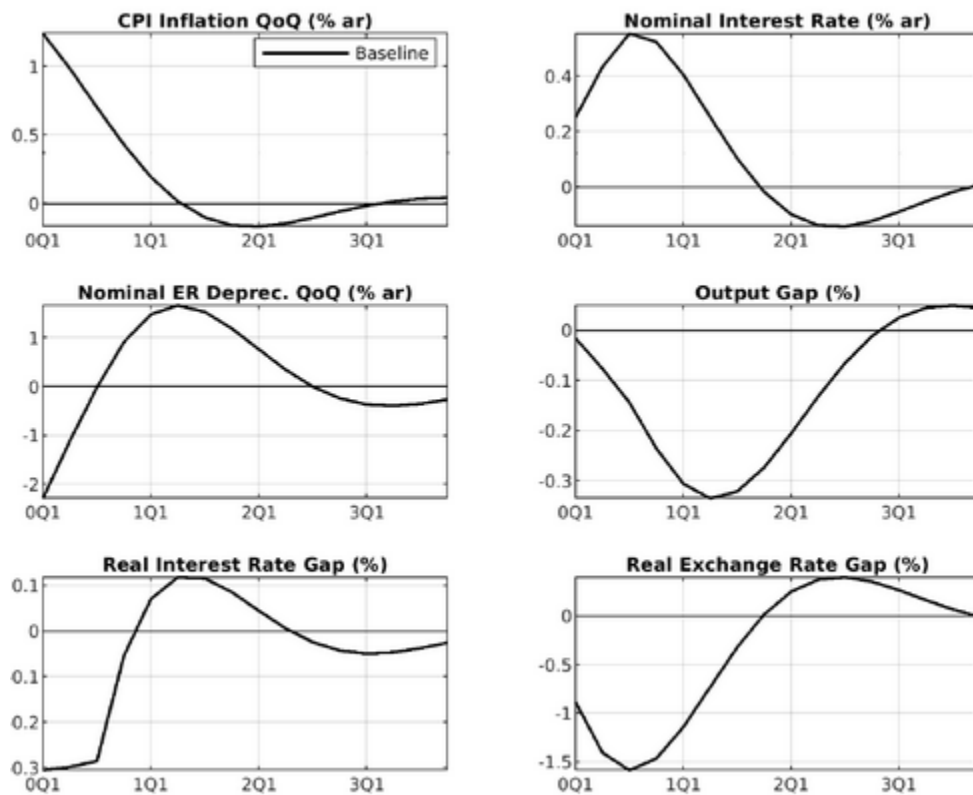 CPI Inflation QoQ (% ar)
Baseline
1
0.5
0
0Q1 1Q1 2Q1 3Q1
Nominal Interest Rate (% ar)
0.4
0.2
0
0Q1 1Q1 2Q1 3Q1
Nominal ER Deprec. QoQ (% ar)
1
0
-1
-2
0Q1 1Q1 2Q1 3Q1
Output Gap (%)
0
-0.1
-0.2
-0.3
0Q1 1Q1 2Q1 3Q1
Real Interest Rate Gap (%)
0.1
0
0.1
0.2
0.3
0Q1 1Q1 2Q1 3Q1
Real Exchange Rate Gap (%)
0
-0.5
-1
-1.5
0Q1 1Q1 2Q1 3Q1